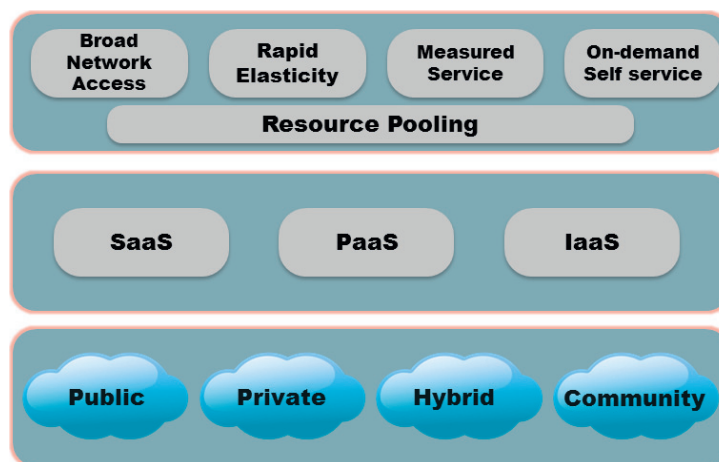 Broad
Network
Access
Rapid
Elasticity
Measured
Service
On-demand
Self service
Resource Pooling
SaaS
PaaS
IaaS
Public
Private
Hybrid
Community